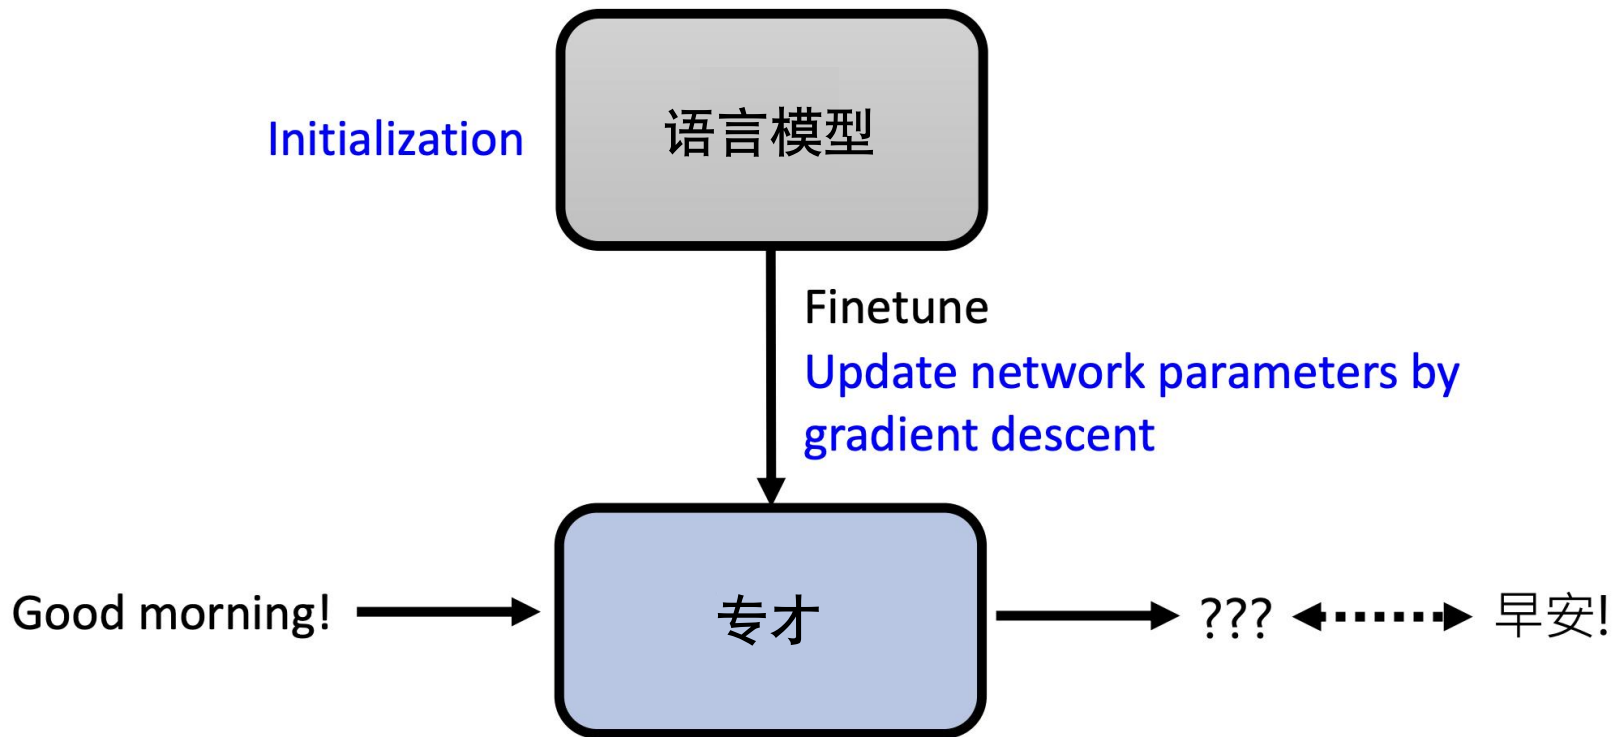 语言模型
Initialization
Finetune
Update network parameters by
gradient descent
Good morning!
专才
???
早安!